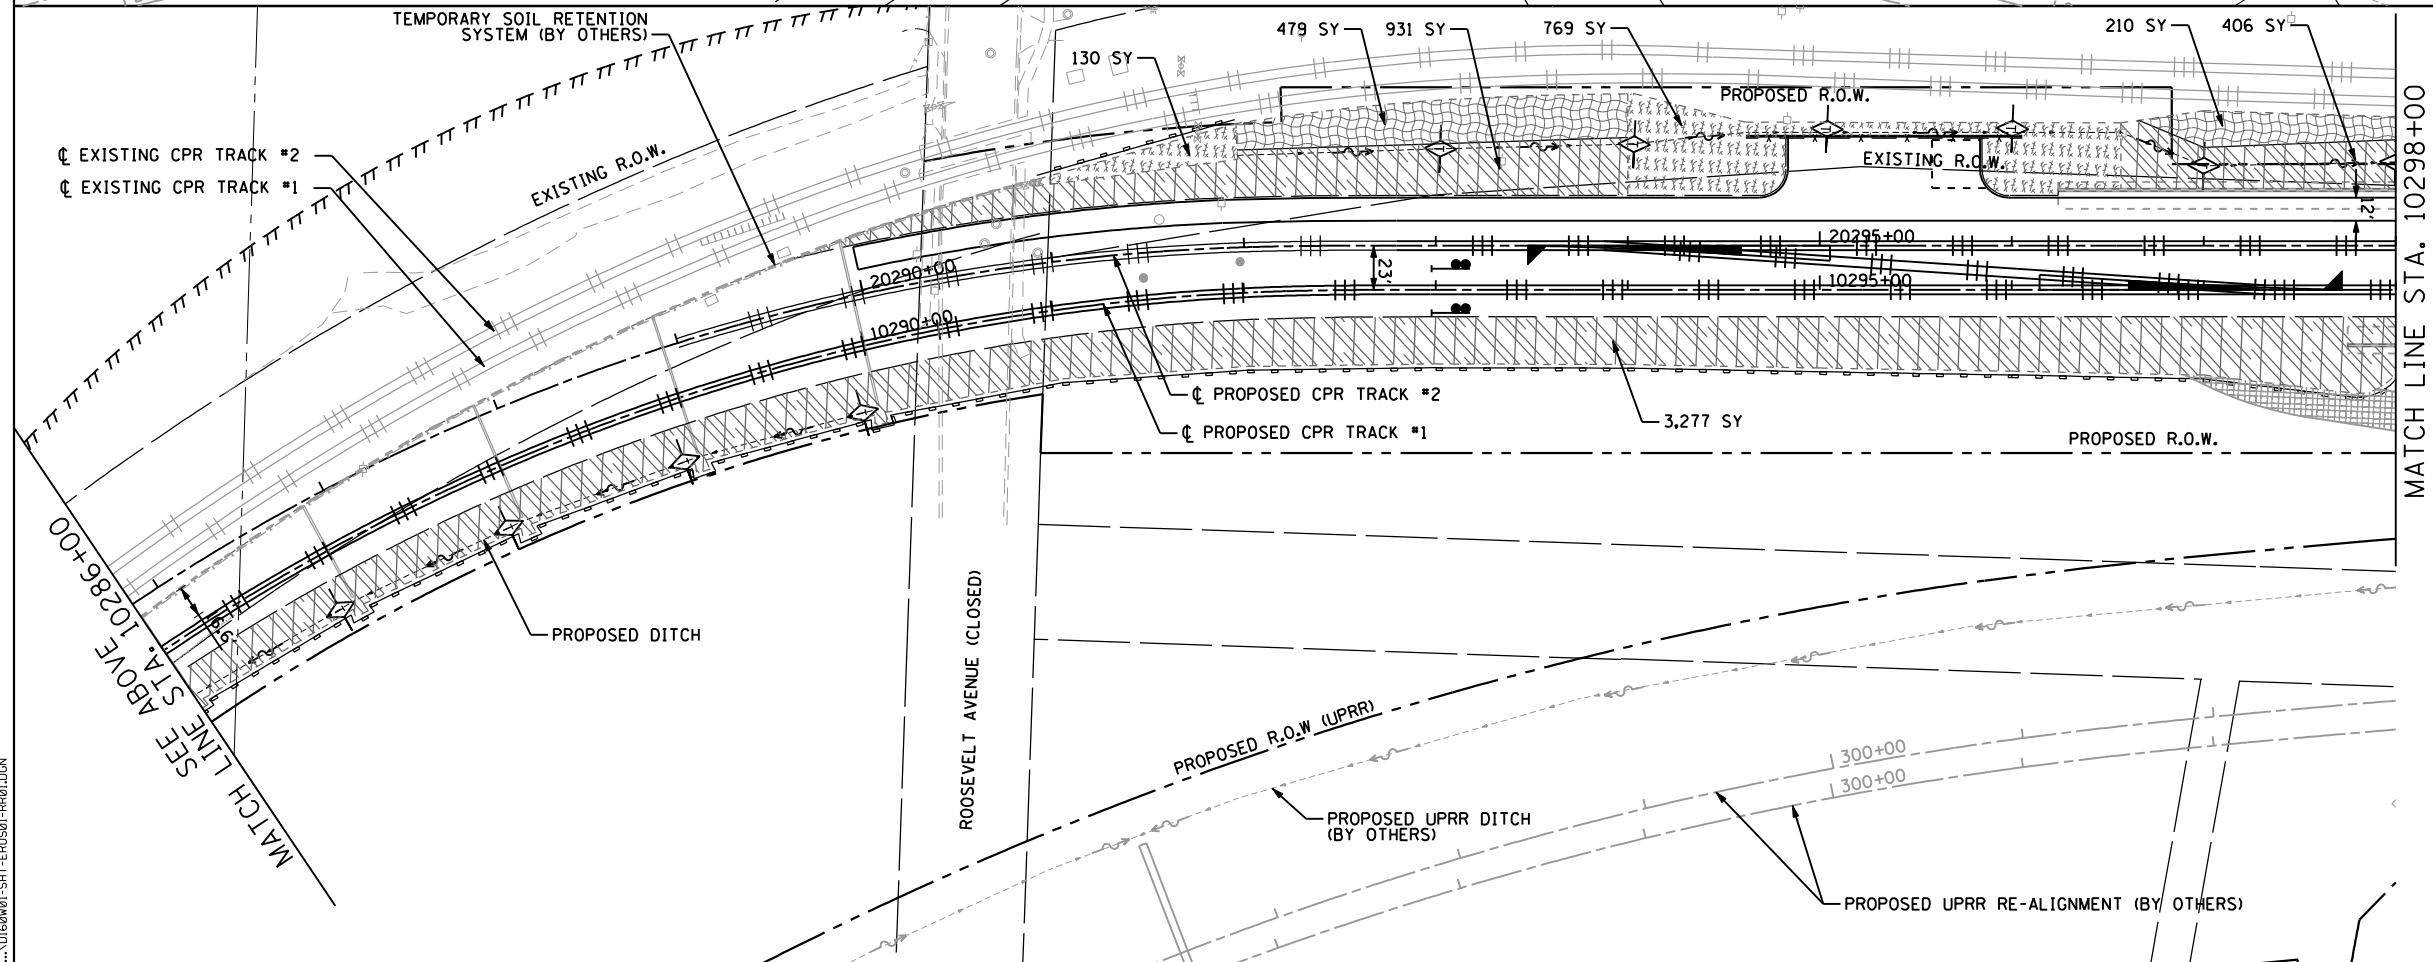 TEMPORARY SOIL RETENTION
SYSTEM (BY OTHERS)
479 SY
931 SY
769 SY
210 SY
406 SY
130 SY
PROPOSED R.O.W.
℄ EXISTING CPR TRACK #2
℄ EXISTING CPR TRACK #1
EXISTING R.O.W.
EXISTING R.O.W.
12'
MATCH LINE STA. 10298+00
20290+00
20295+00
23'
10290+00
10295+00
℄ PROPOSED CPR TRACK #2
℄ PROPOSED CPR TRACK #1
3,277 SY
PROPOSED R.O.W.
SEE ABOVE
MATCH LINE
STA. 10286+00
PROPOSED DITCH
ROOSEVELT AVENUE (CLOSED)
PROPOSED R.O.W (UPRR)
300+00
300+00
PROPOSED UPRR DITCH
(BY OTHERS)
PROPOSED UPRR RE-ALIGNMENT (BY OTHERS)